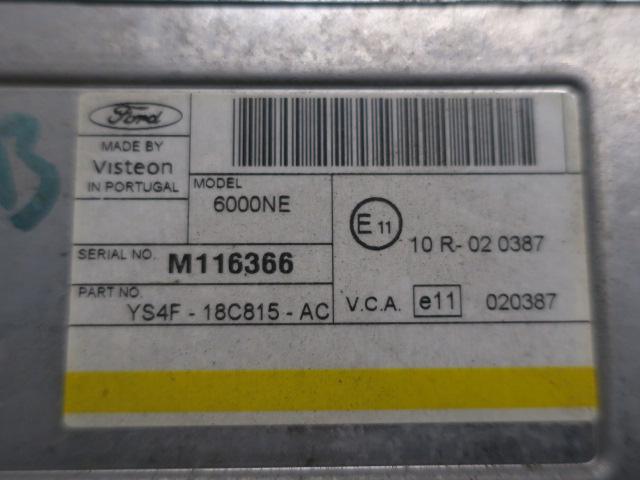 Ford
MADE BY
Visteon
IN PORTUGAL
MODEL
6000NE
SERIAL NO. M116366
PART NO.
YS4F - 18C815 - AC
E 11 10 R- 02 0387
V.C.A. e11 020387
B